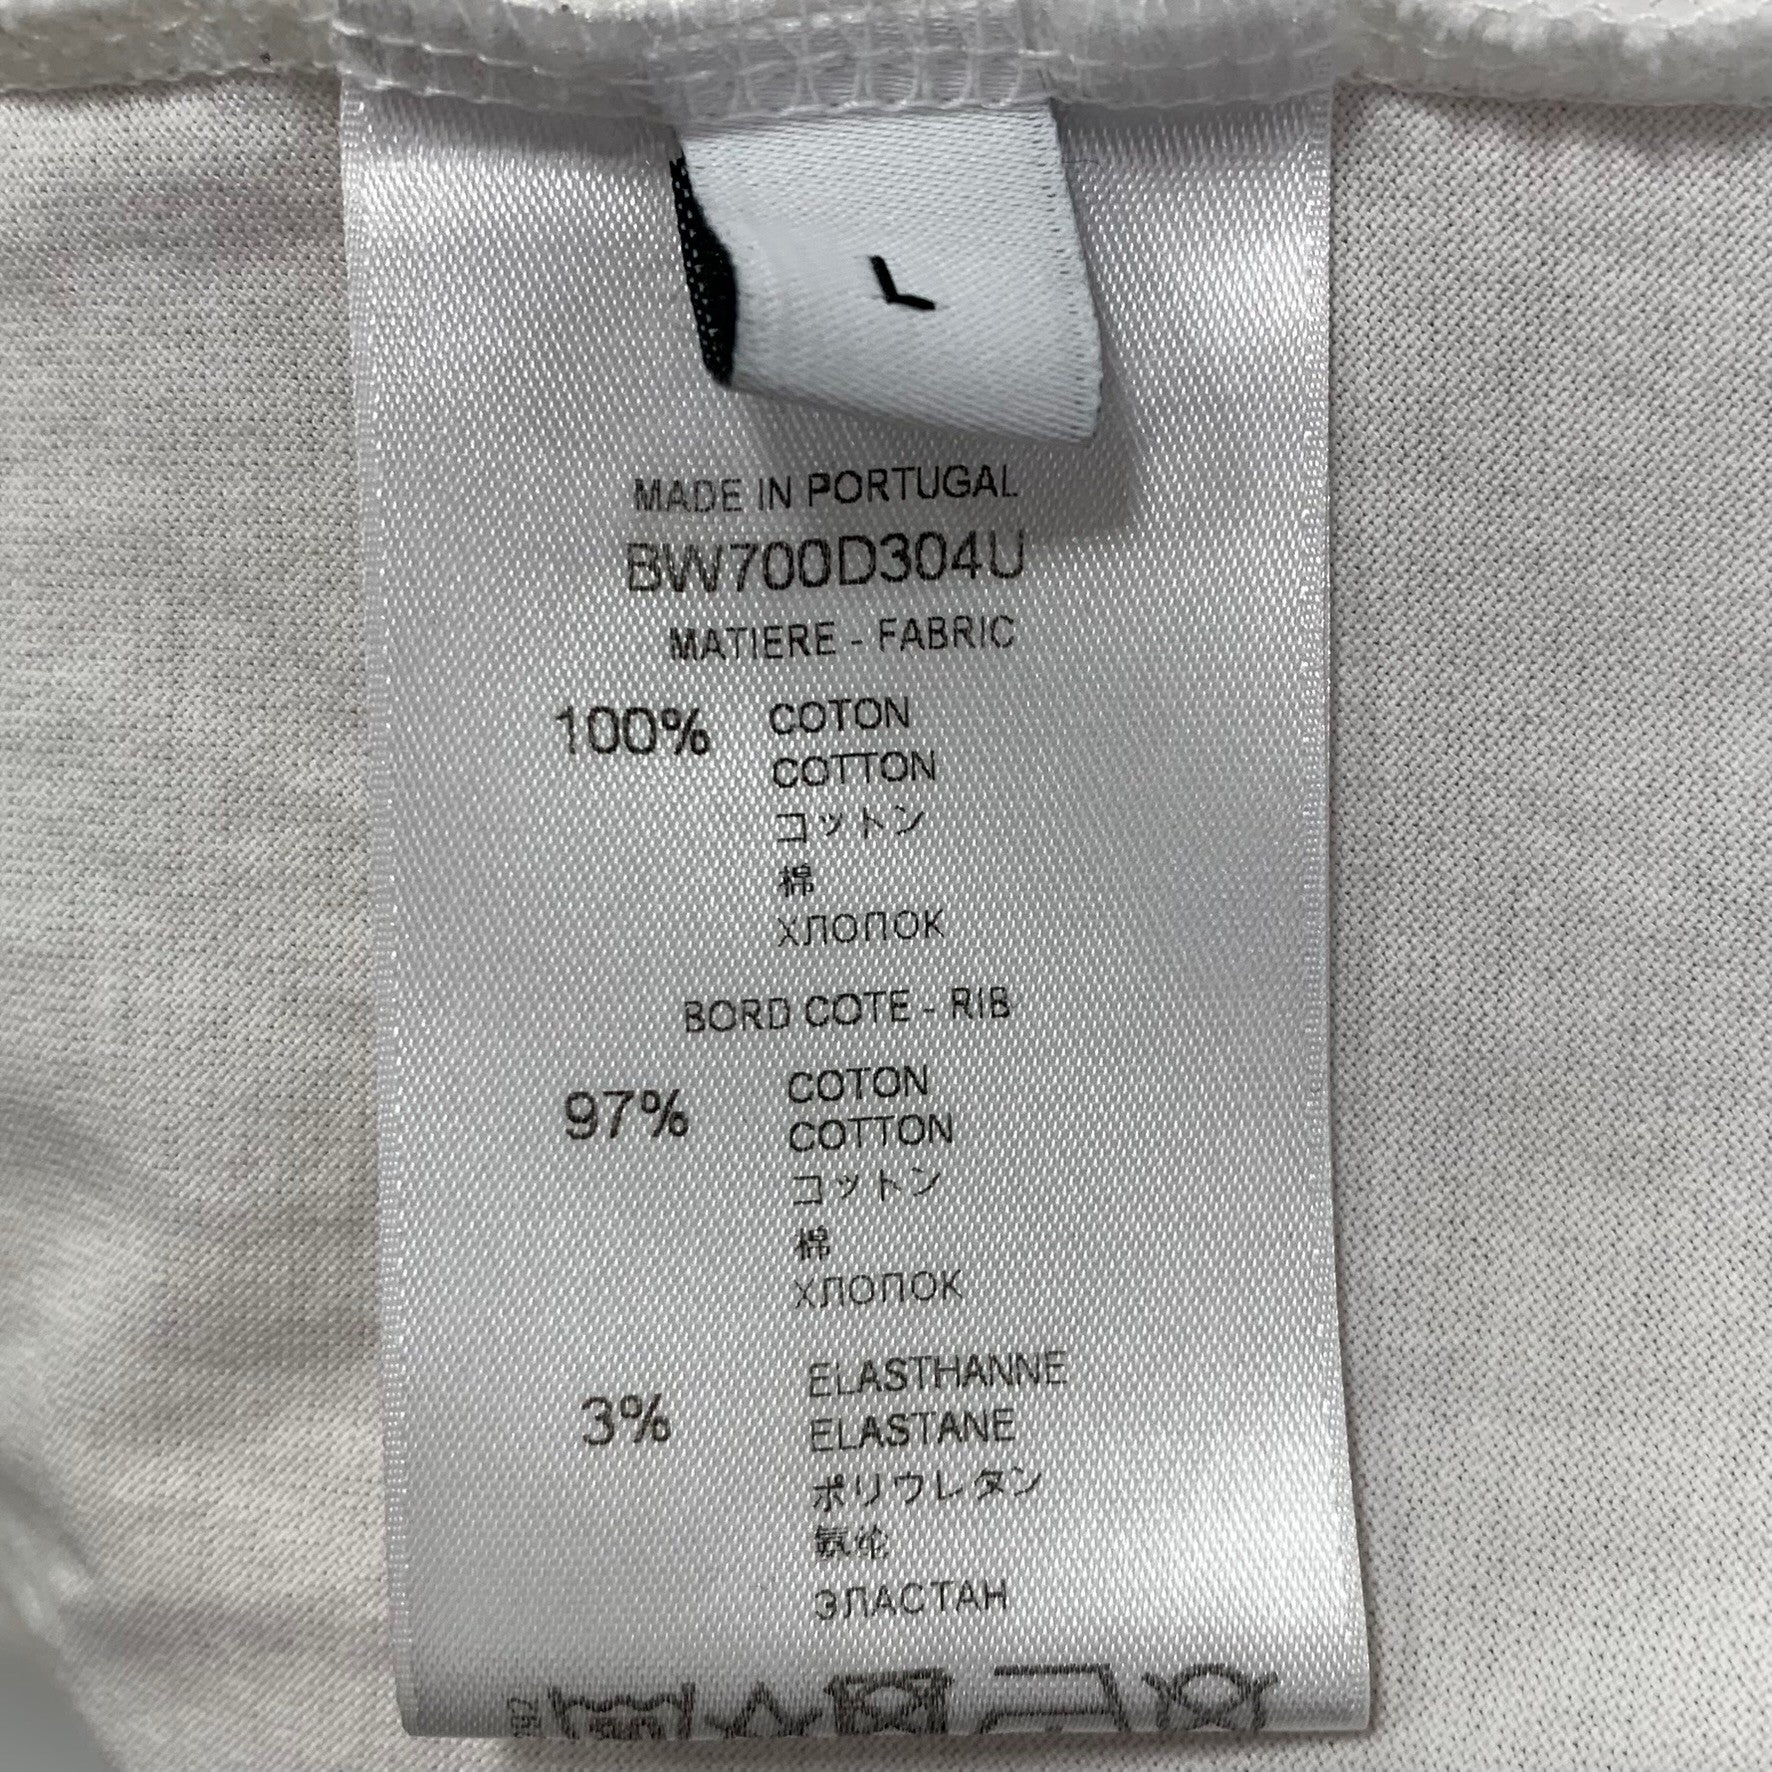 L
MADE IN PORTUGAL
BW700D304U
MATIERE - FABRIC
100% COTON
COTTON
コットン
棉
ХЛОПОК
BORD COTE - RIB
97% COTON
COTTON
コットン
棉
ХЛОПОК
3% ELASTHANNE
ELASTANE
ポリウレタン
氨纶
ЭЛАСТАН